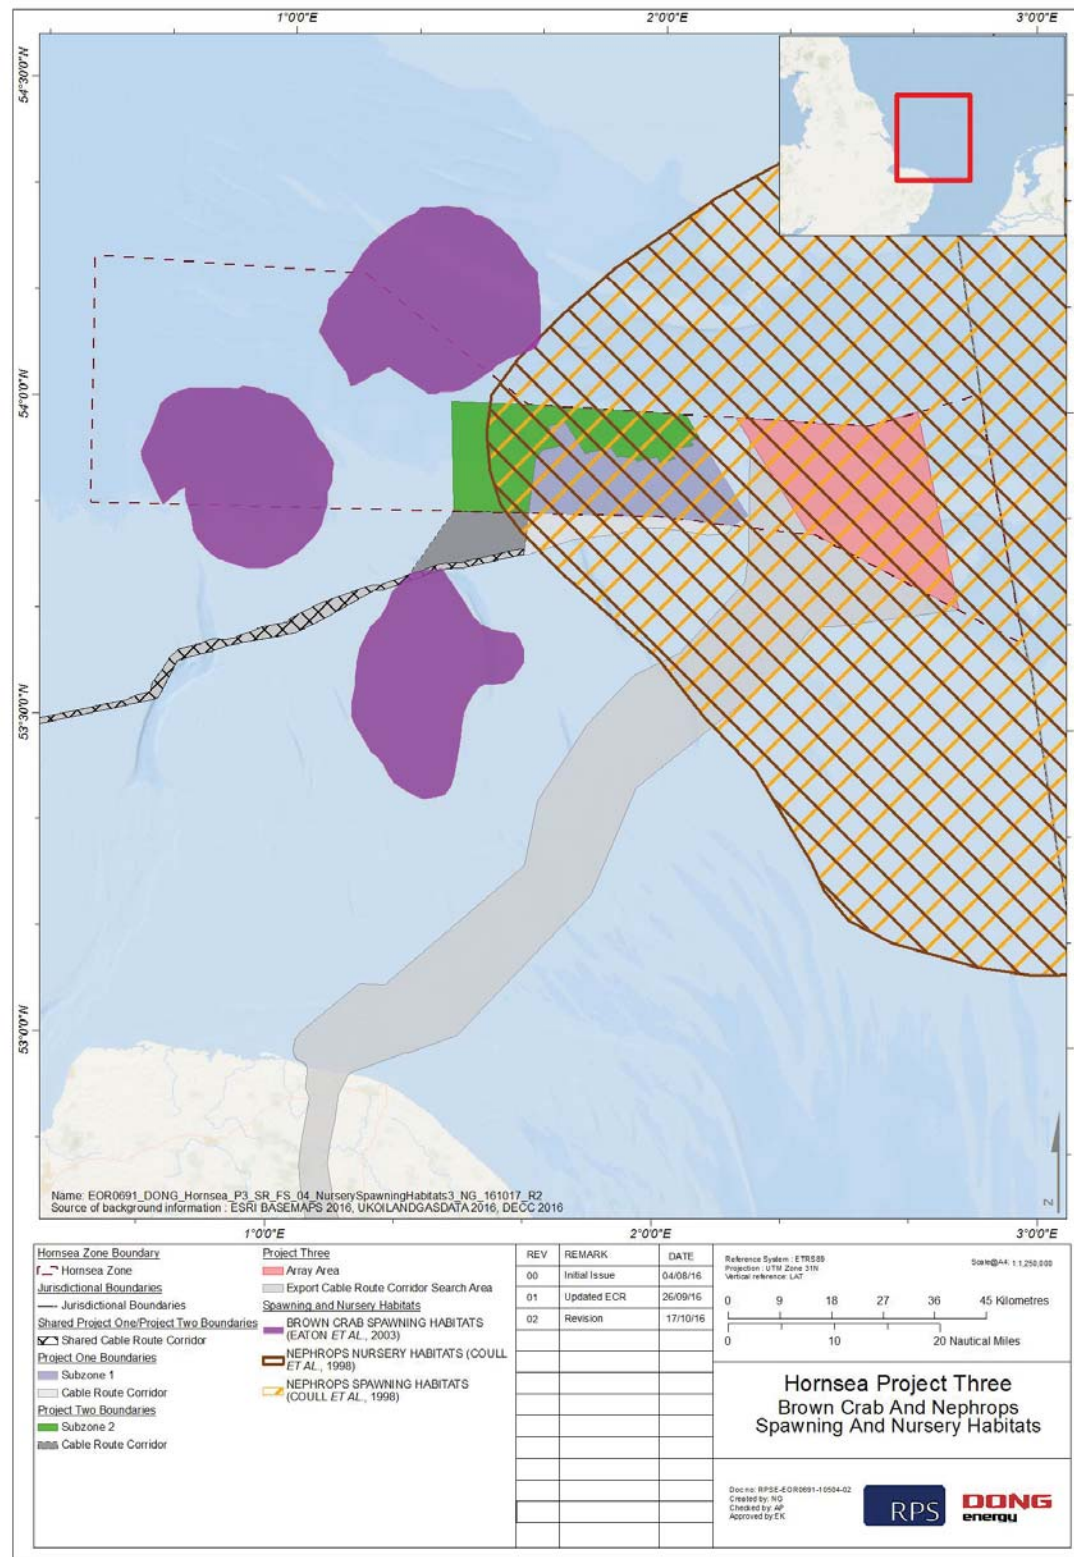 1°0'0"E
2°0'0"E
3°0'0"E
54°30'0"N
54°0'0"N
53°30'0"N
53°0'0"N
N
Name: EOR0691_DONG_Hornsea_P3_SR_FS_04_NurserySpawningHabitats3_NG_161017_R2
Source of background information : ESRI BASEMAPS 2016, UKOILANDGASDATA 2016, DECC 2016
1°0'0"E
2°0'0"E
3°0'0"E
Hornsea Zone Boundary
Hornsea Zone
Jurisdictional Boundaries
Jurisdictional Boundaries
Shared Project One/Project Two Boundaries
Shared Cable Route Corridor
Project One Boundaries
Subzone 1
Cable Route Corridor
Project Two Boundaries
Subzone 2
Cable Route Corridor
Project Three
Array Area
Export Cable Route Corridor Search Area
Spawning and Nursery Habitats
BROWN CRAB SPAWNING HABITATS
(EATON ET AL., 2003)
NEPHROPS NURSERY HABITATS (COULL
ET AL., 1998)
NEPHROPS SPAWNING HABITATS
(COULL ET AL., 1998)
REV REMARK DATE
00 Initial Issue 04/08/16
01 Updated ECR 26/09/16
02 Revision 17/10/16
Reference System : ETRS89
Projection : UTM Zone 31N
Vertical reference: LAT
Scale@A4: 1:1,250,000
0 9 18 27 36 45 Kilometres
0 10 20 Nautical Miles
Hornsea Project Three
Brown Crab And Nephrops
Spawning And Nursery Habitats
Doc no: RPSE-EOR0691-10504-02
Created by: NG
Checked by: AP
Approved by:EK
RPS
DONG
energy